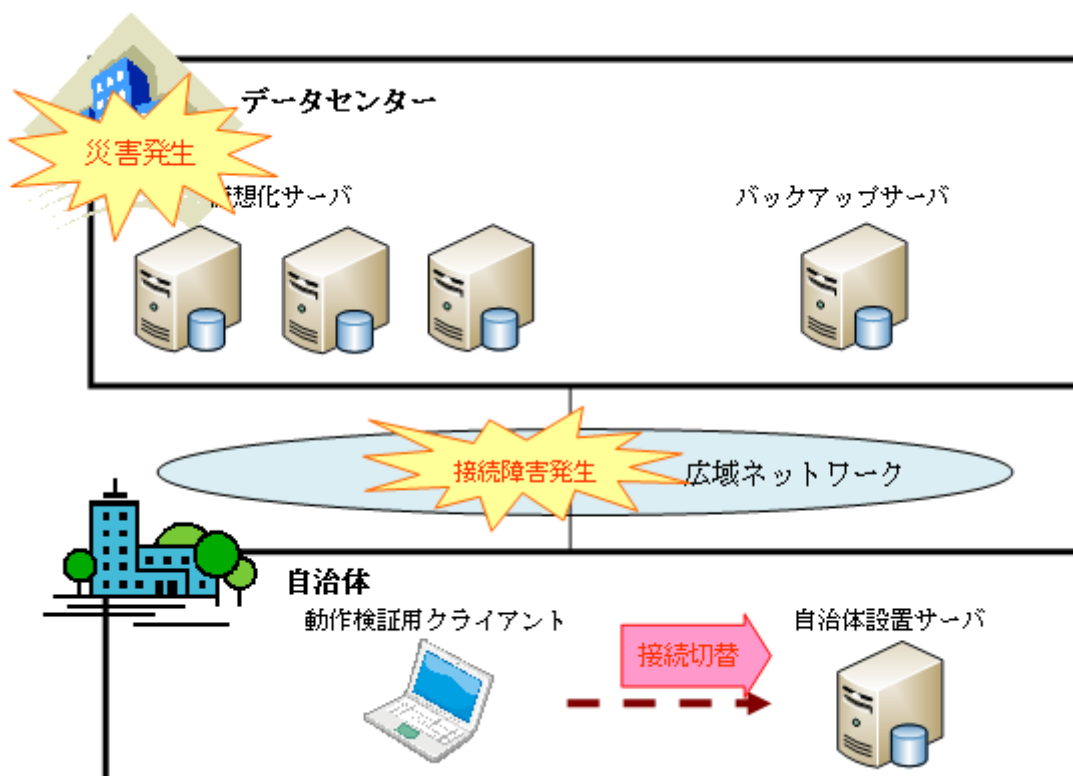 データセンター
災害発生
想化サーバ
バックアップサーバ
接続障害発生
広域ネットワーク
自治体
動作検証用クライアント
接続切替
自治体設置サーバ